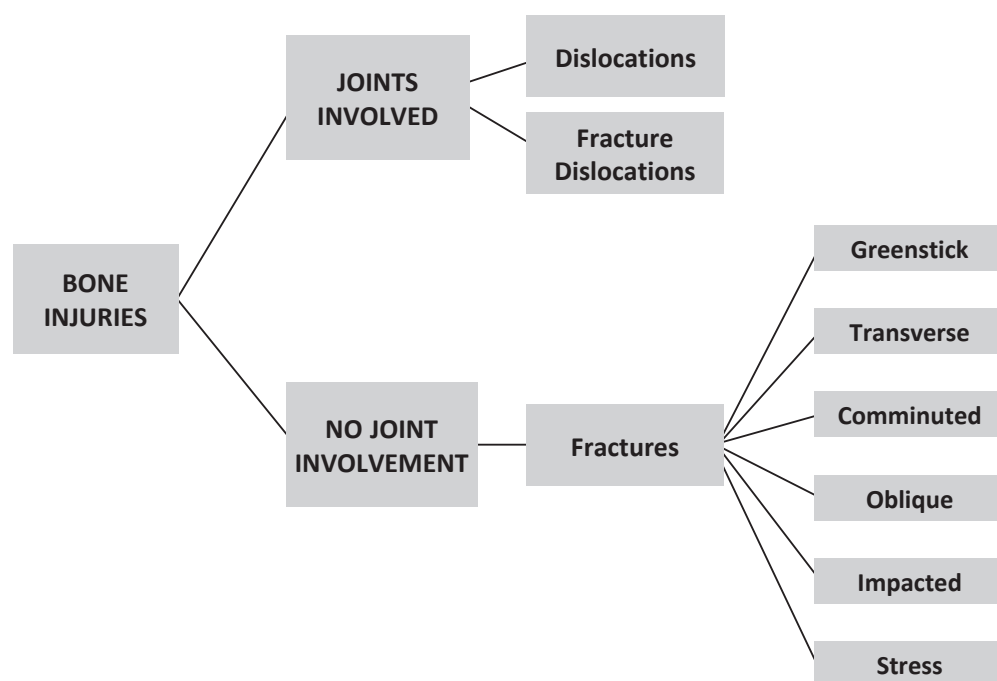 Dislocations
JOINTS
INVOLVED
Fracture
Dislocations
Greenstick
BONE
INJURIES
Transverse
Comminuted
NO JOINT
INVOLVEMENT
Fractures
Oblique
Impacted
Stress